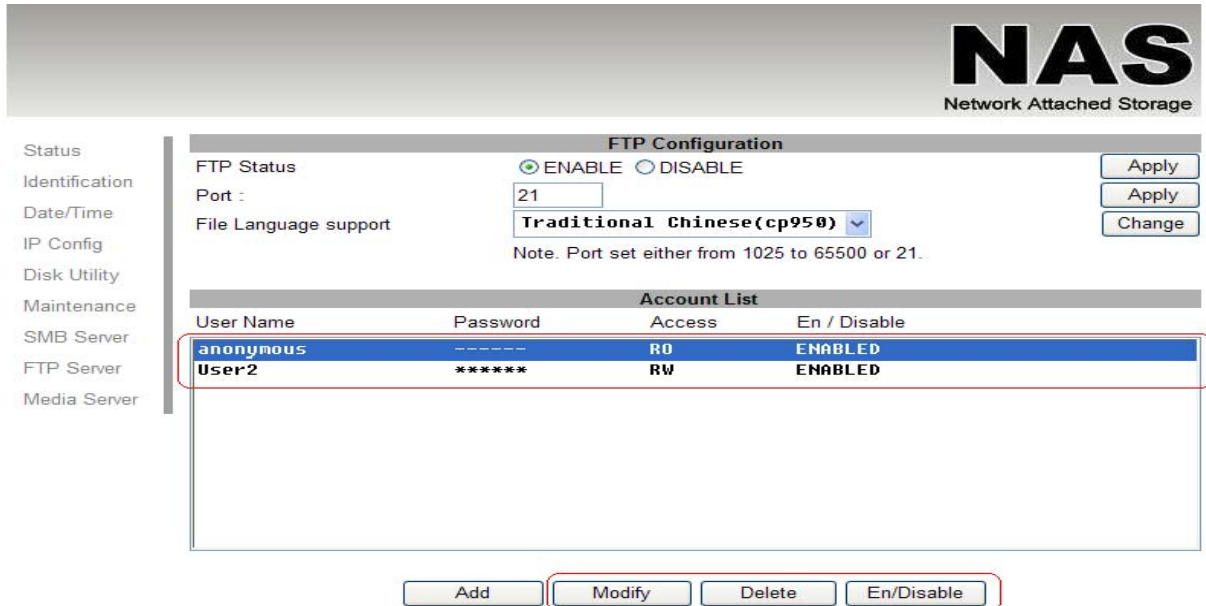 NAS
Network Attached Storage
Status
Identification
Date/Time
IP Config
Disk Utility
Maintenance
SMB Server
FTP Server
Media Server
FTP Configuration
FTP Status ENABLE DISABLE Apply
Port : 21 Apply
File Language support Traditional Chinese(cp950) Change
Note. Port set either from 1025 to 65500 or 21.
Account List
User Name Password Access En / Disable
anonymous ------ RO ENABLED
User2 ****** RW ENABLED
Add Modify Delete En/Disable